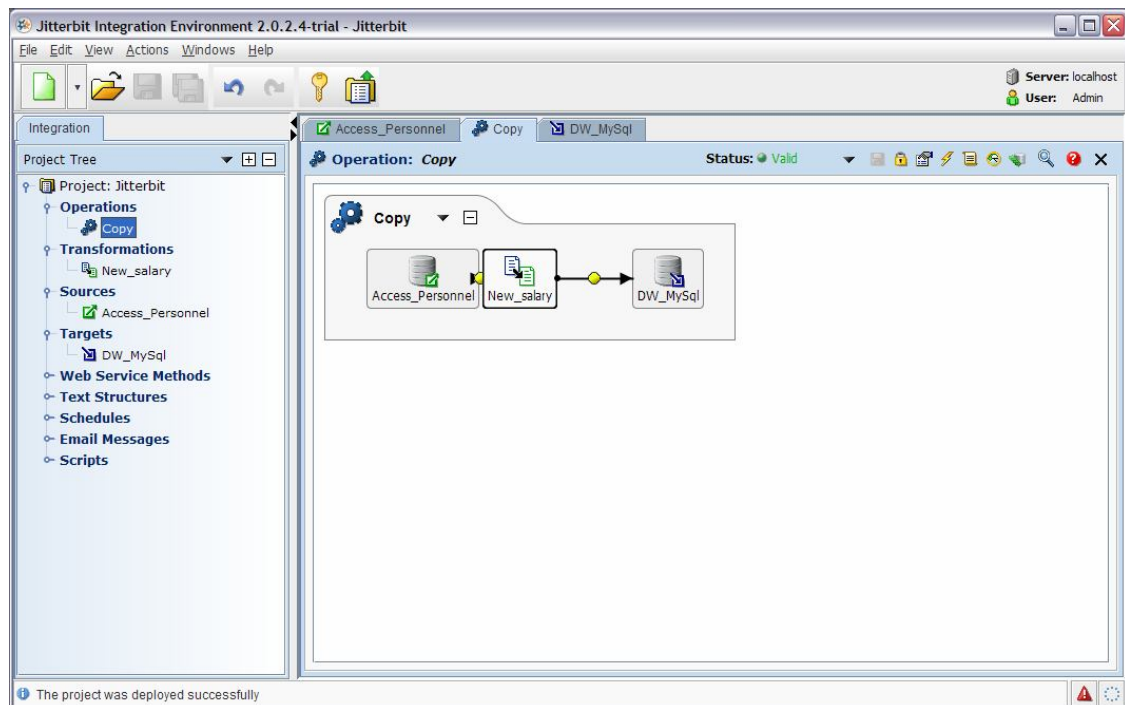 Jitterbit Integration Environment 2.0.2.4-trial - Jitterbit
File Edit View Actions Windows Help
Server: localhost
User: Admin
Integration
Project Tree
Project: Jitterbit
Operations
Copy
Transformations
New_salary
Sources
Access_Personnel
Targets
DW_MySql
Web Service Methods
Text Structures
Schedules
Email Messages
Scripts
Access_Personnel Copy DW_MySql
Operation: Copy Status: Valid
Copy
Access_Personnel New_salary DW_MySql
The project was deployed successfully